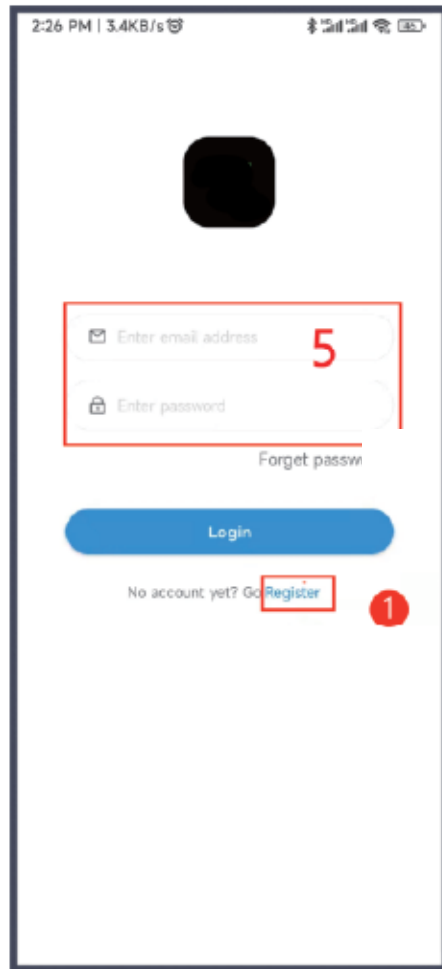 2:26 PM | 3.4KB/s
46
Enter email address
5
Enter password
Forget passw
Login
No account yet? Go Register
1